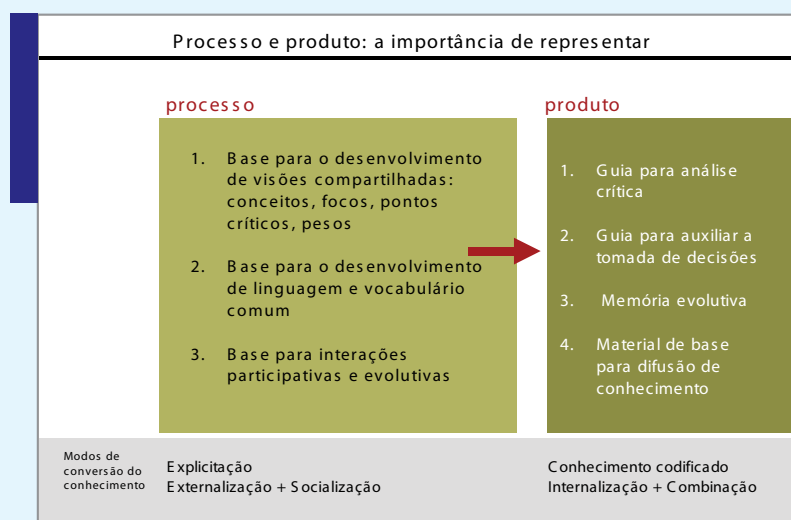 Processo e produto: a importância de representar
processo
1. Base para o desenvolvimento
de visões compartilhadas:
conceitos, focos, pontos
críticos, pesos
2. Base para o desenvolvimento
de linguagem e vocabulário
comum
3. Base para interações
participativas e evolutivas
produto
1. Guia para análise
crítica
2. Guia para auxiliar a
tomada de decisões
3. Memória evolutiva
4. Material de base
para difusão de
conhecimento
Modos de
conversão do
conhecimento
Explicitação
Externalização + Socialização
Conhecimento codificado
Internalização + Combinação